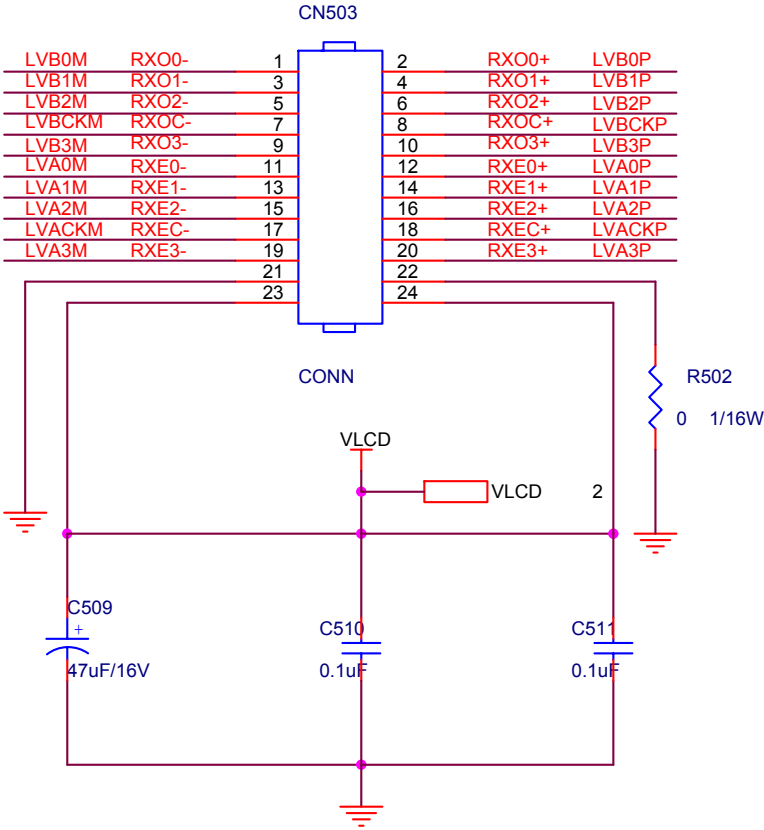 CN503
LVB0M RXO0- 1 2 RXO0+ LVB0P
LVB1M RXO1- 3 4 RXO1+ LVB1P
LVB2M RXO2- 5 6 RXO2+ LVB2P
LVBCKM RXOC- 7 8 RXOC+ LVBCKP
LVB3M RXO3- 9 10 RXO3+ LVB3P
LVA0M RXE0- 11 12 RXE0+ LVA0P
LVA1M RXE1- 13 14 RXE1+ LVA1P
LVA2M RXE2- 15 16 RXE2+ LVA2P
LVACKM RXEC- 17 18 RXEC+ LVACKP
LVA3M RXE3- 19 20 RXE3+ LVA3P
21 22
23 24
CONN
R502
0 1/16W
VLCD
VLCD 2
C509
+
47uF/16V
C510
0.1uF
C511
0.1uF